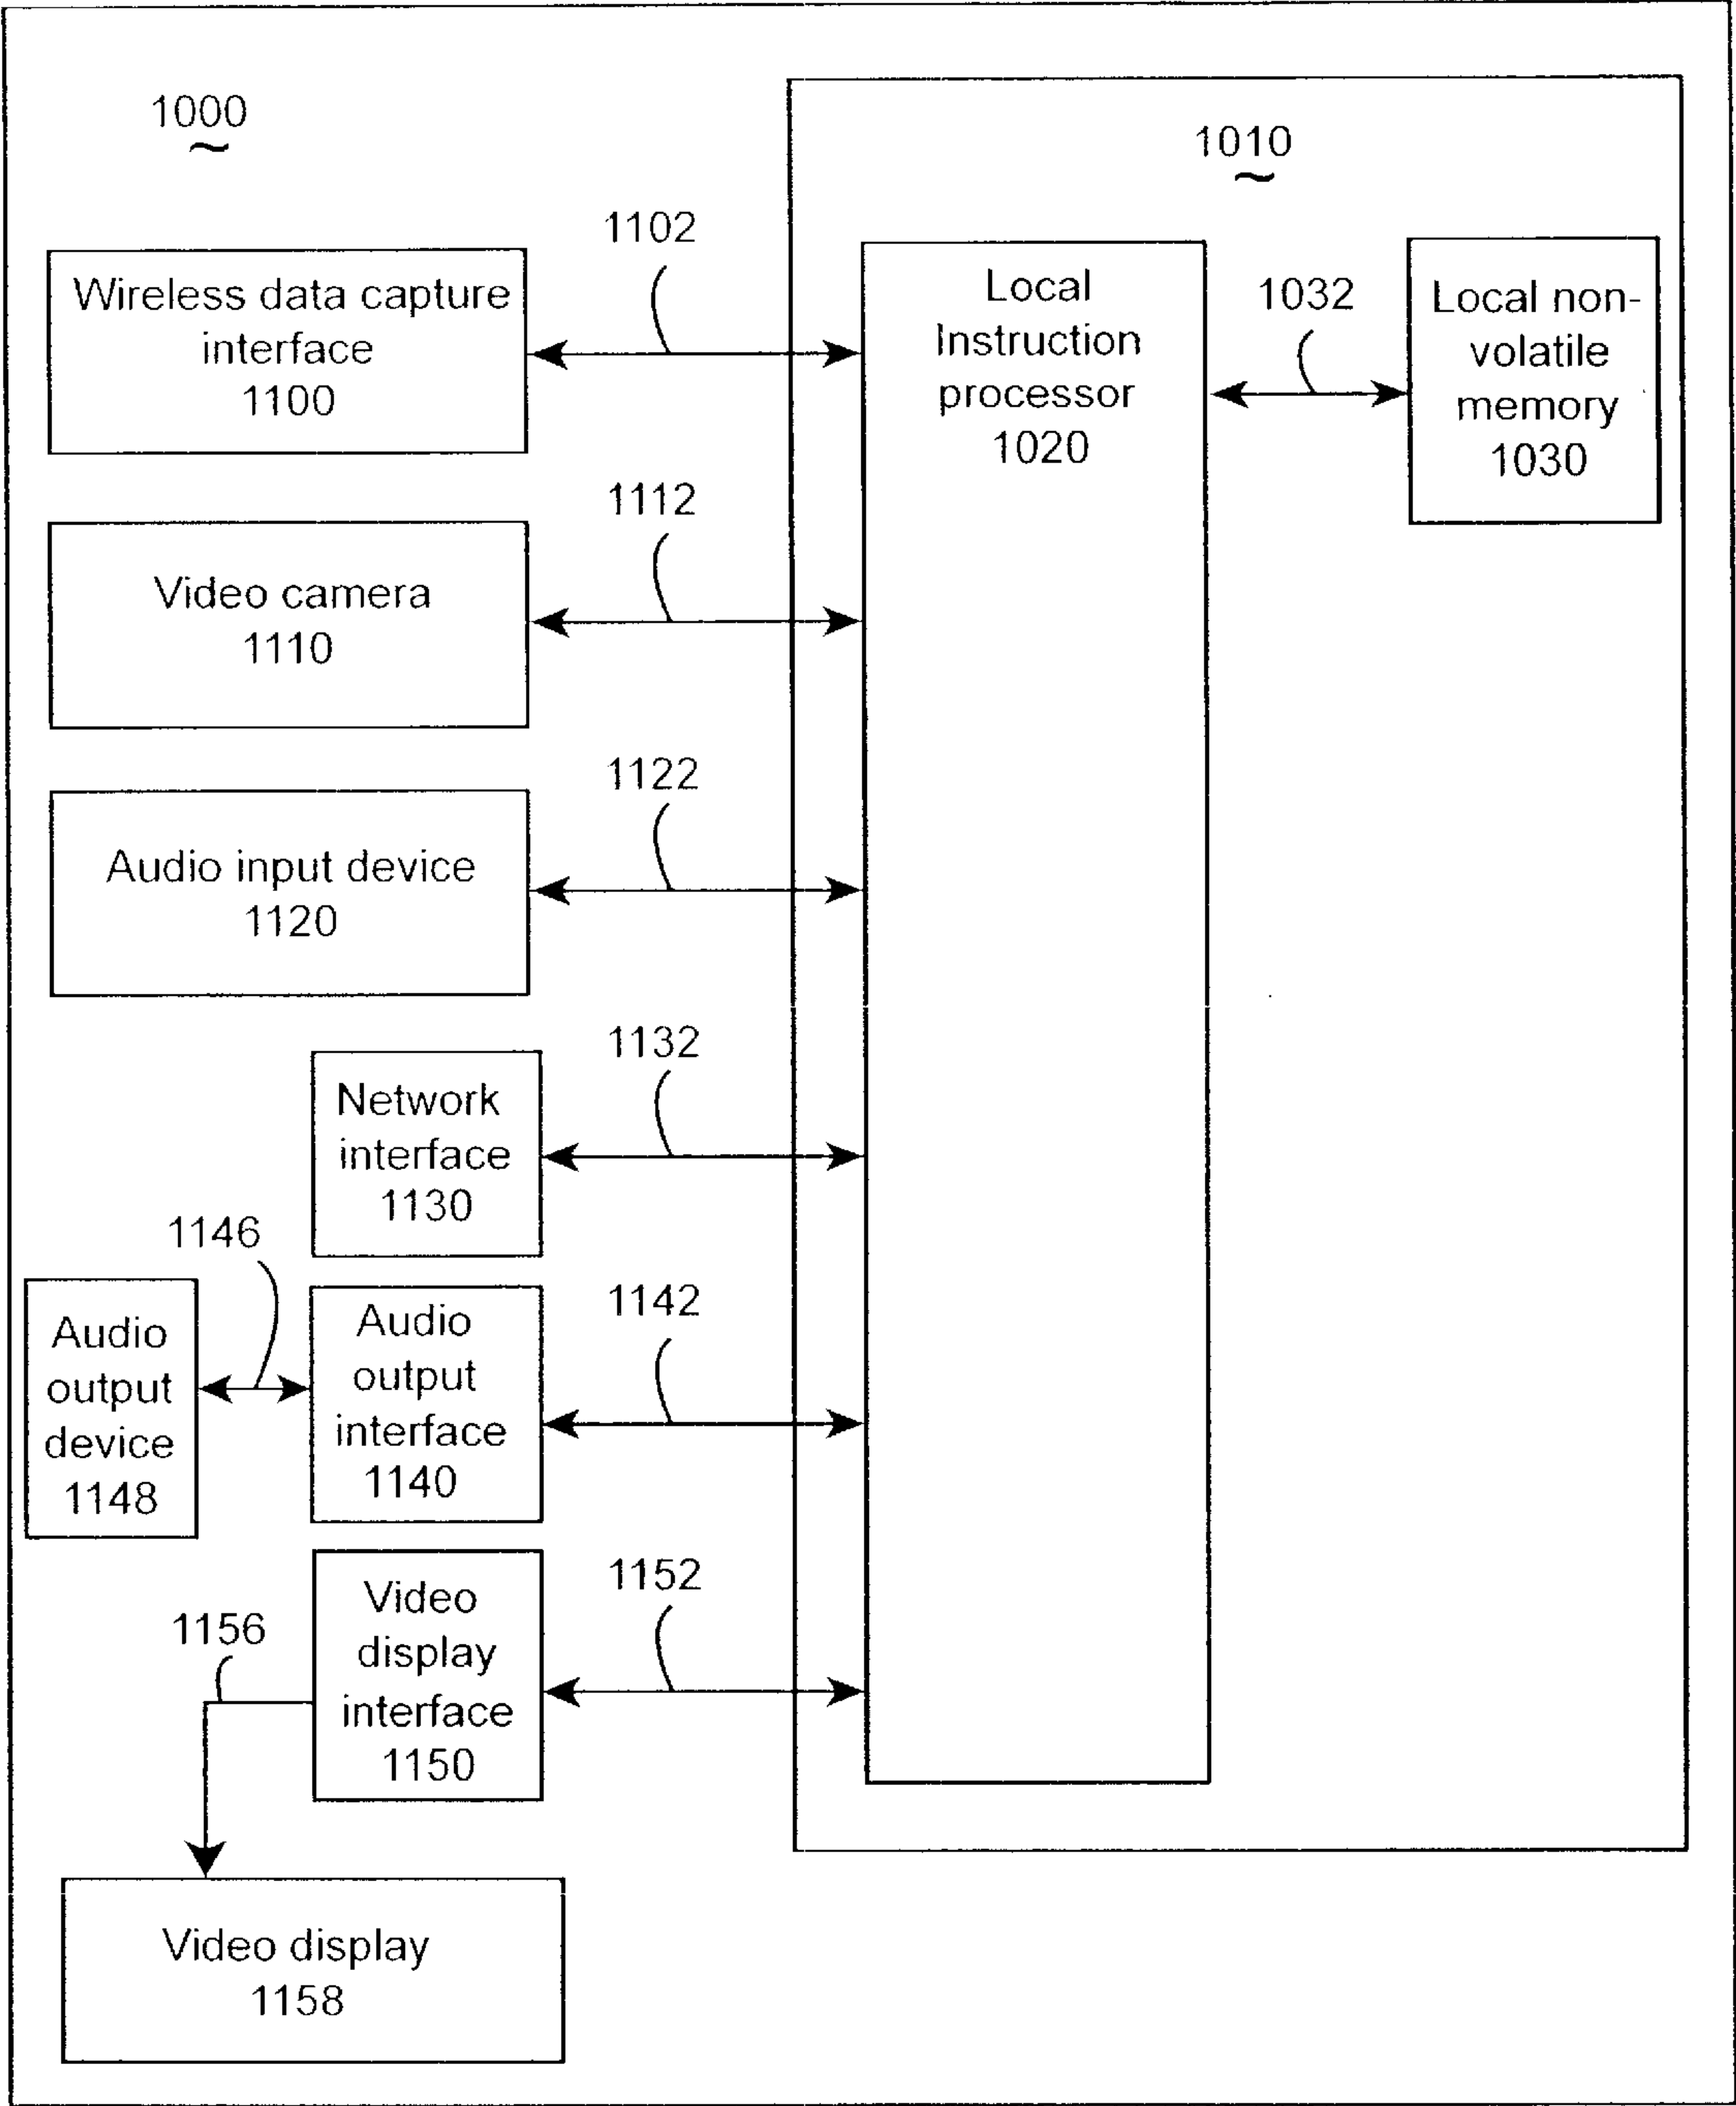 1000
1010
1102
Wireless data capture
interface
1100
Local
Instruction
processor
1020
1032
Local non-
volatile
memory
1030
1112
Video camera
1110
1122
Audio input device
1120
1132
Network
interface
1130
1146
Audio
output
device
1148
Audio
output
interface
1140
1142
1152
Video
display
interface
1150
1156
Video display
1158